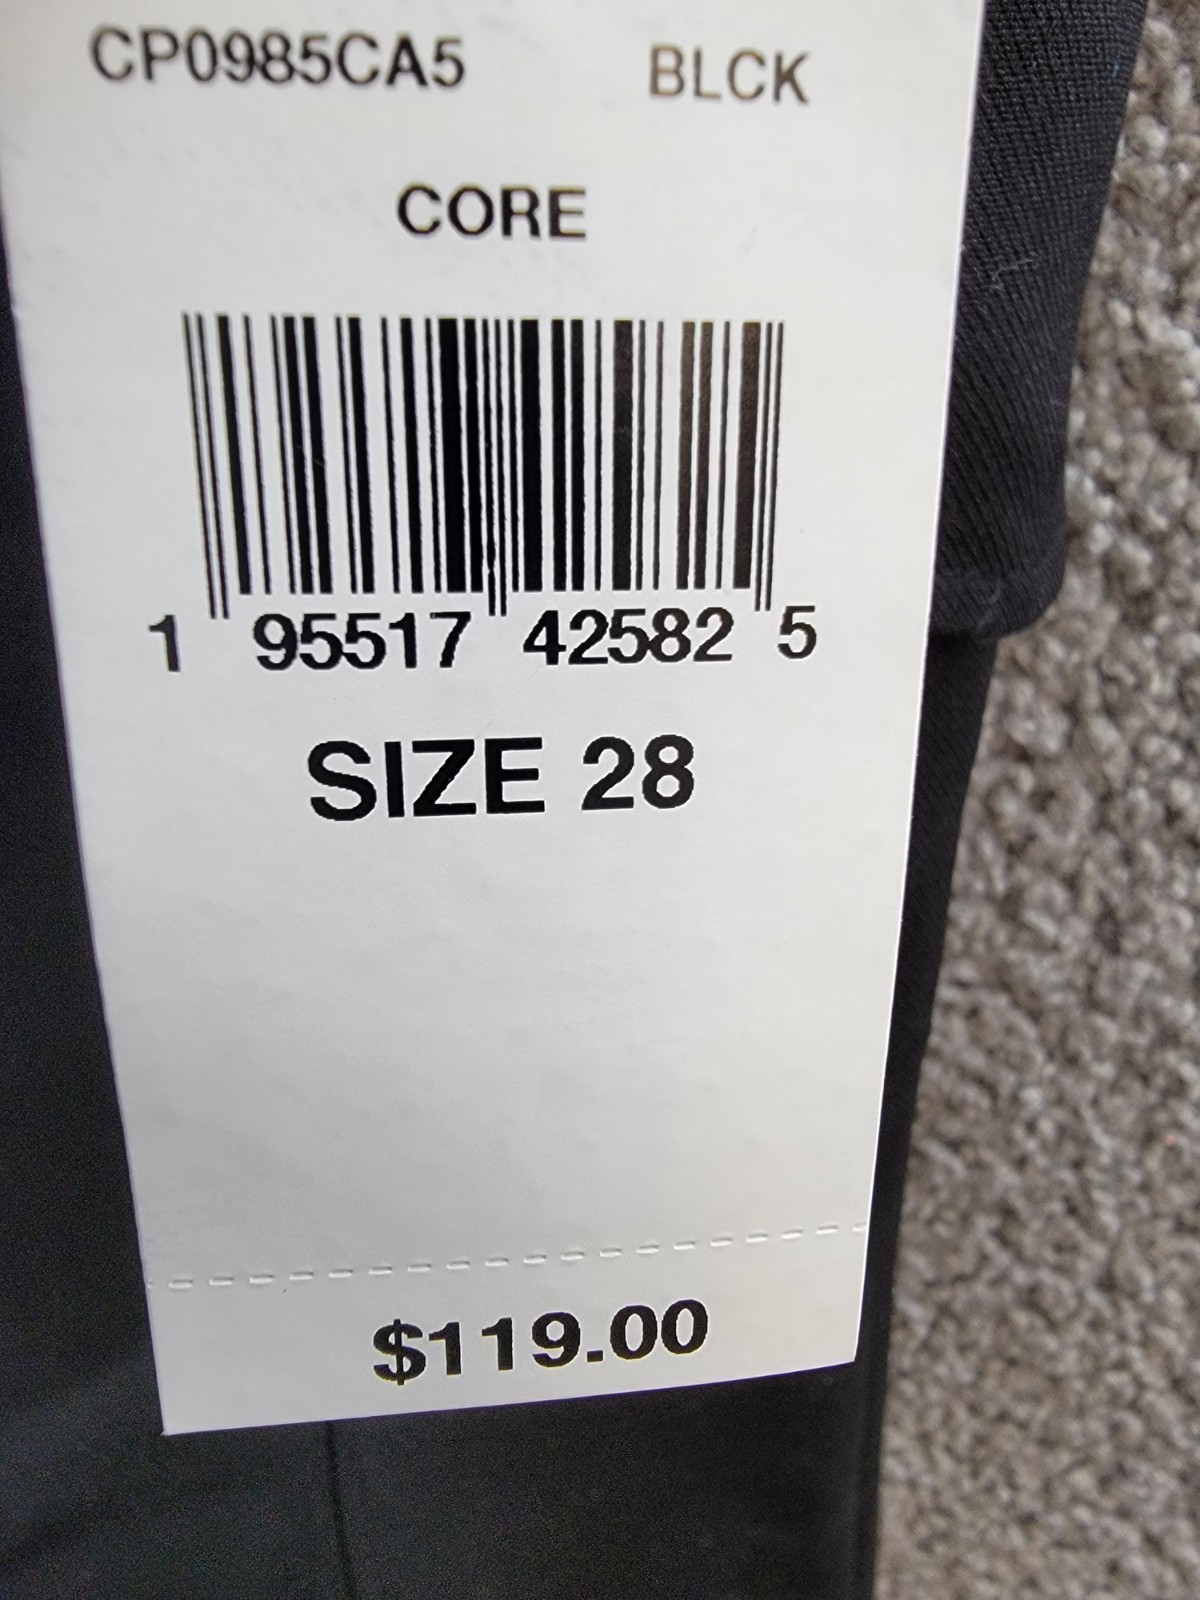 CP0985CA5 BLCK
CORE
1 95517 42582 5
SIZE 28
$119.00